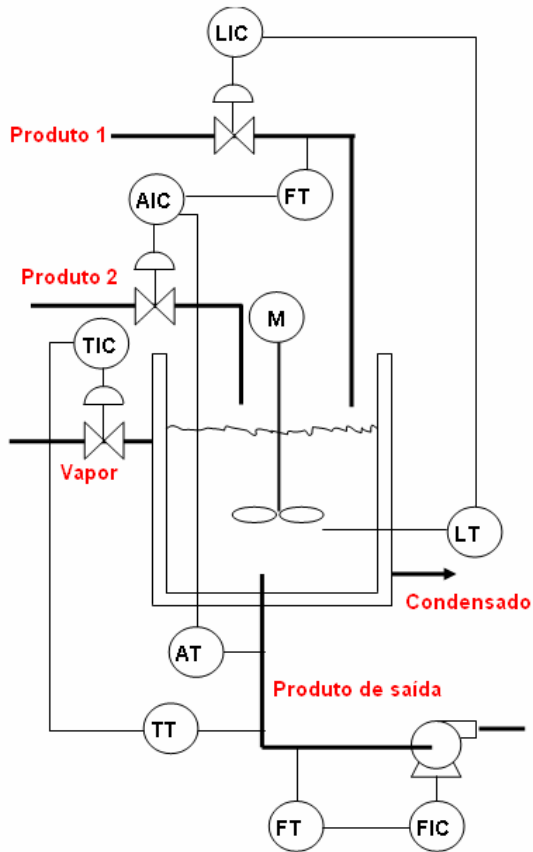 LIC
Produto 1
AIC
FT
Produto 2
M
TIC
Vapor
LT
Condensado
AT
Produto de saída
TT
FT
FIC